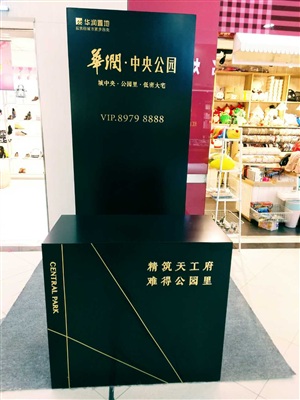 华润置地
華潤·中央公园
城中央·公园里·低密大宅
VIP.8979 8888
CENTRAL PARK
精筑天工府
难得公园里